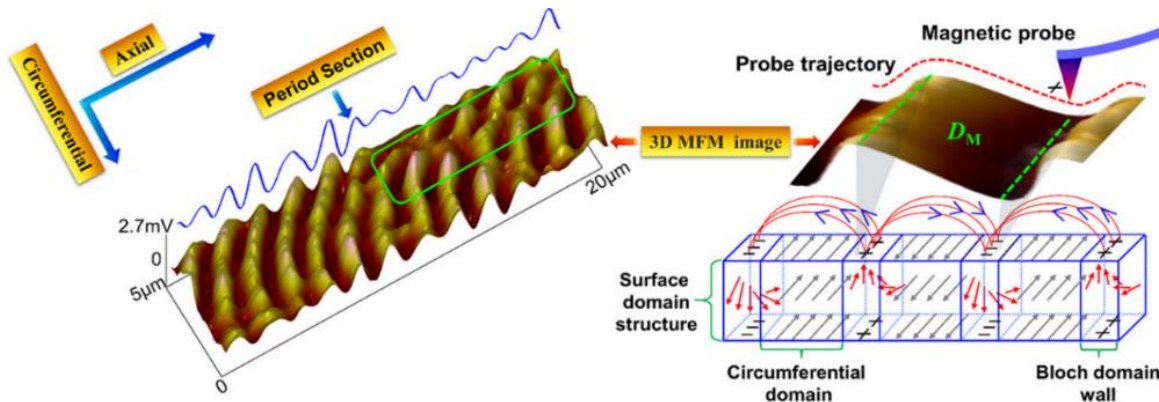 Circumferential
Axial
Period Section
2.7mV
0
5μm
0
20μm
3D MFM image
Magnetic probe
Probe trajectory
+
D_M
Surface
domain
structure
Circumferential
domain
Bloch domain
wall